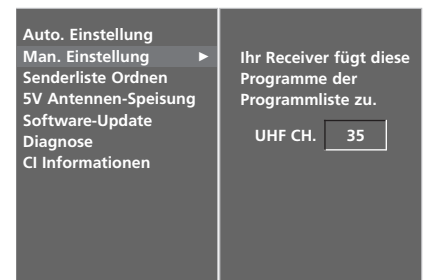 Auto. Einstellung
Man. Einstellung ►
Senderliste Ordnen
5V Antennen-Speisung
Software-Update
Diagnose
CI Informationen
Ihr Receiver fügt diese
Programme der
Programmliste zu.
UHF CH. 35